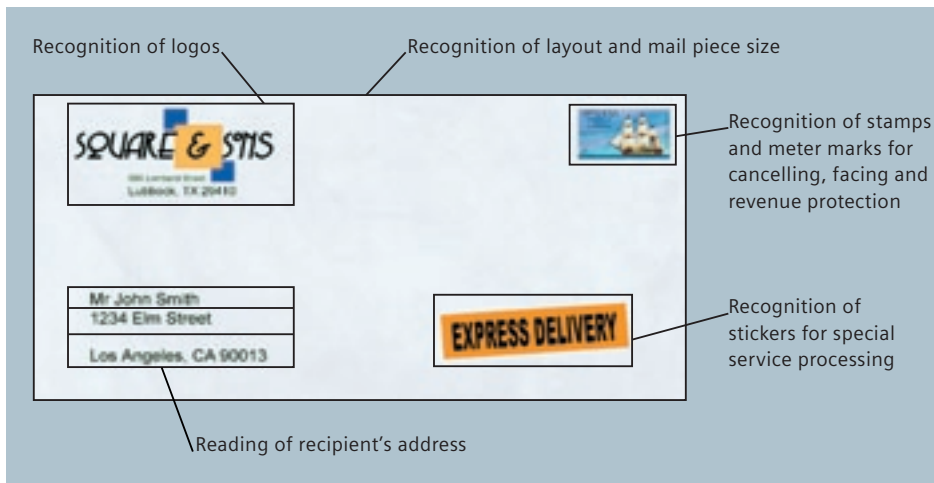 Recognition of logos
Recognition of layout and mail piece size
SQUARE & SONS
Lubbock, TX 29410
Recognition of stamps
and meter marks for
cancelling, facing and
revenue protection
Mr John Smith
1234 Elm Street
Los Angeles, CA 90013
EXPRESS DELIVERY
Recognition of
stickers for special
service processing
Reading of recipient’s address